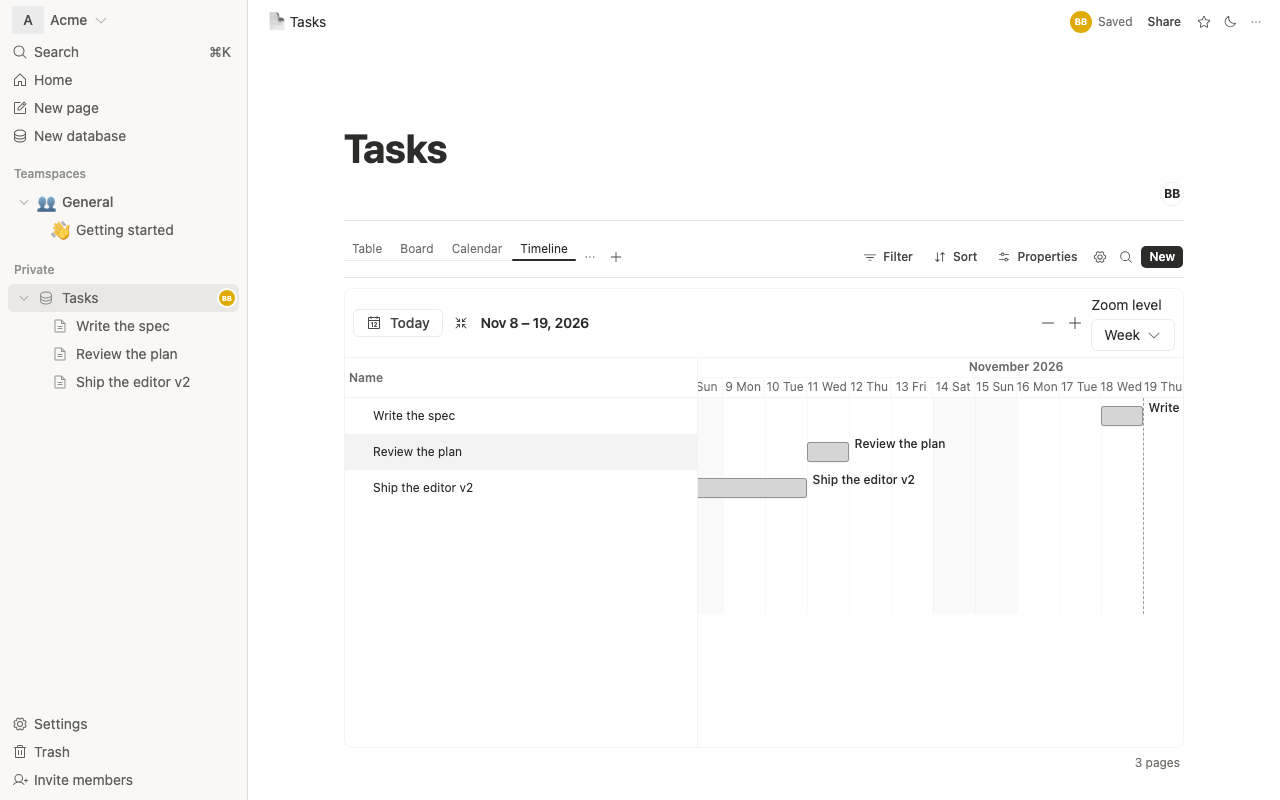 A Acme
Search ⌘K
Home
New page
New database
Teamspaces
General
Getting started
Private
Tasks BB
Write the spec
Review the plan
Ship the editor v2
Settings
Trash
Invite members
Tasks
BB Saved Share
Tasks
BB
Table Board Calendar Timeline
Filter Sort Properties New
12 Today Nov 8 – 19, 2026
Zoom level
Week
Name
November 2026
Sun 9 Mon 10 Tue 11 Wed 12 Thu 13 Fri 14 Sat 15 Sun 16 Mon 17 Tue 18 Wed 19 Thu
Write the spec
Write
Review the plan
Review the plan
Ship the editor v2
Ship the editor v2
3 pages